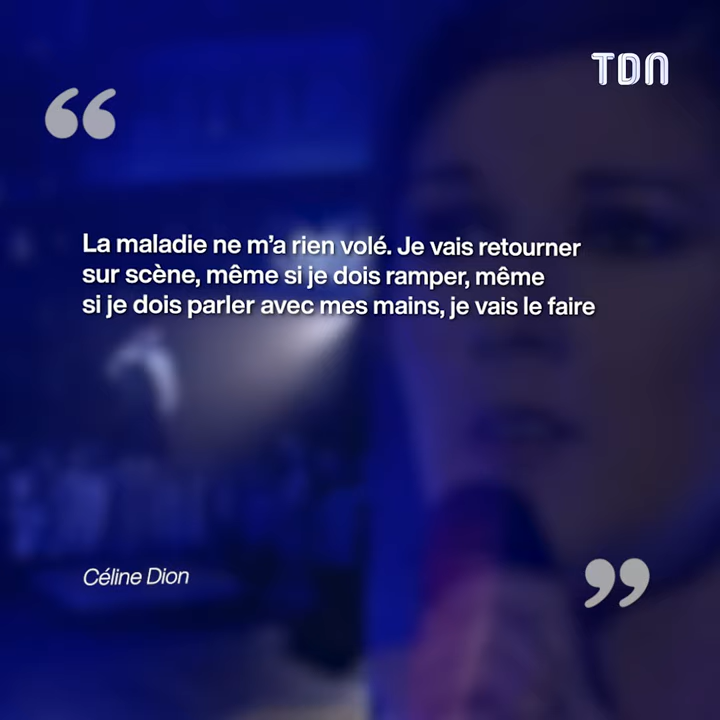 TDN
“
La maladie ne m’a rien volé. Je vais retourner
sur scène, même si je dois ramper, même
si je dois parler avec mes mains, je vais le faire
Céline Dion
”